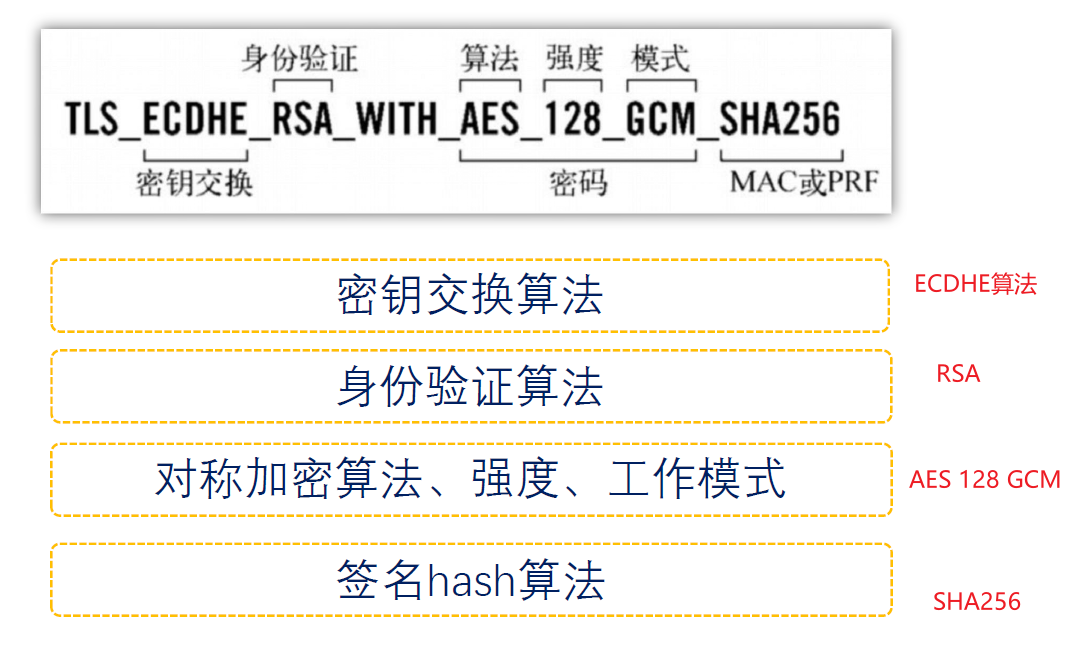 身份验证 算法 强度 模式
TLS_ECDHE_RSA_WITH_AES_128_GCM_SHA256
密钥交换 密码 MAC或PRF
密钥交换算法 ECDHE算法
身份验证算法 RSA
对称加密算法、强度、工作模式 AES 128 GCM
签名hash算法 SHA256